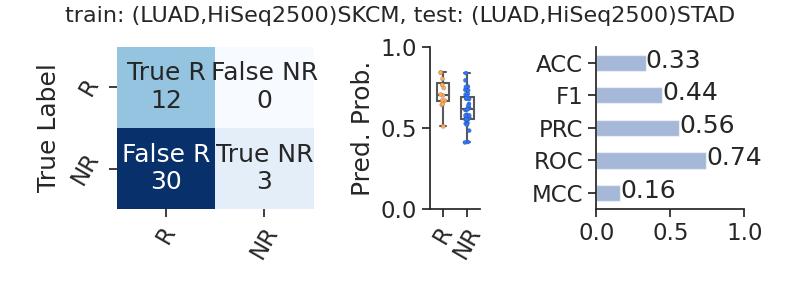 train: (LUAD,HiSeq2500)SKCM, test: (LUAD,HiSeq2500)STAD
True Label
R
NR
True R
12
False NR
0
False R
30
True NR
3
R
NR
Pred. Prob.
1.0
0.5
0.0
R
NR
ACC
0.33
F1
0.44
PRC
0.56
ROC
0.74
MCC
0.16
0.0
0.5
1.0